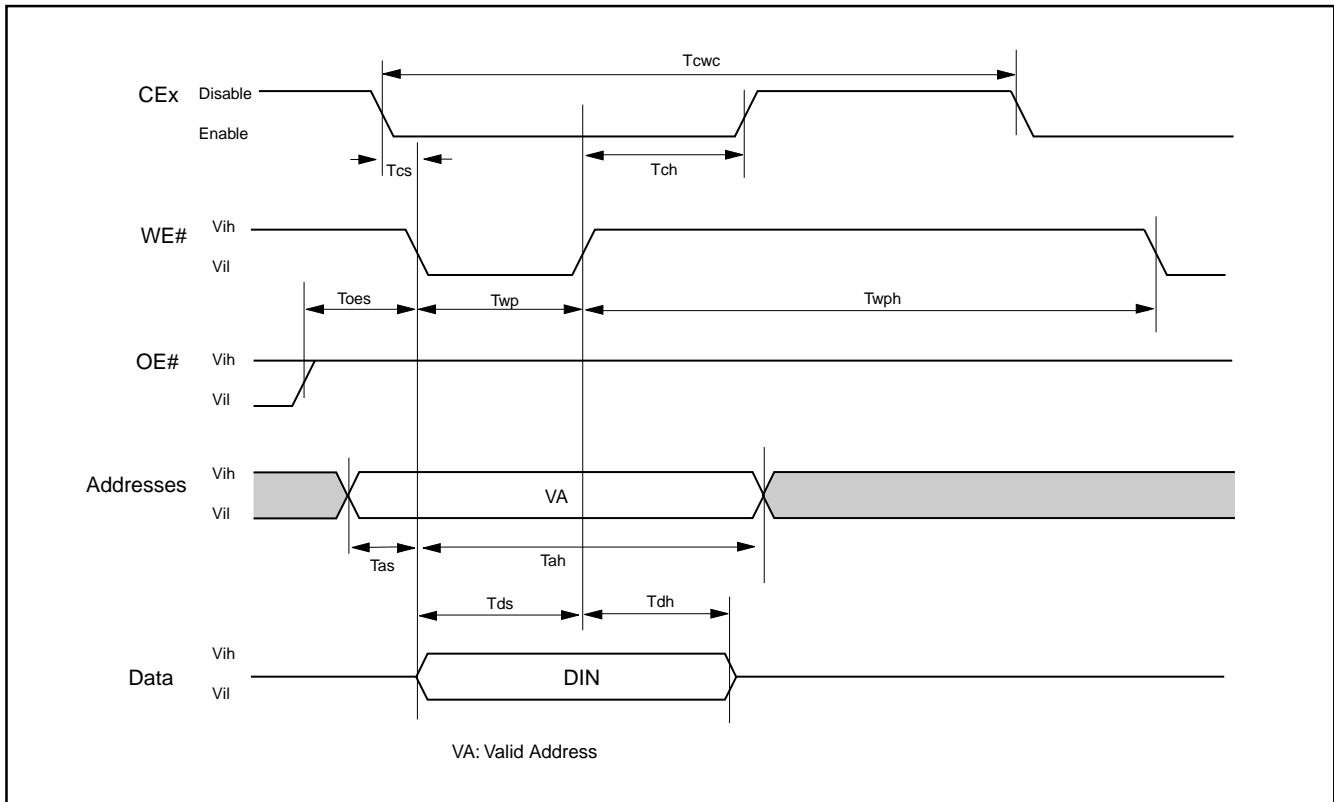 Tcwc
CEx Disable
Enable
Tcs Tch
WE# Vih
Vil
Toes Twp Twph
OE# Vih
Vil
Addresses Vih
Vil
VA
Tas Tah
Tds Tdh
Data Vih
Vil
DIN
VA: Valid Address